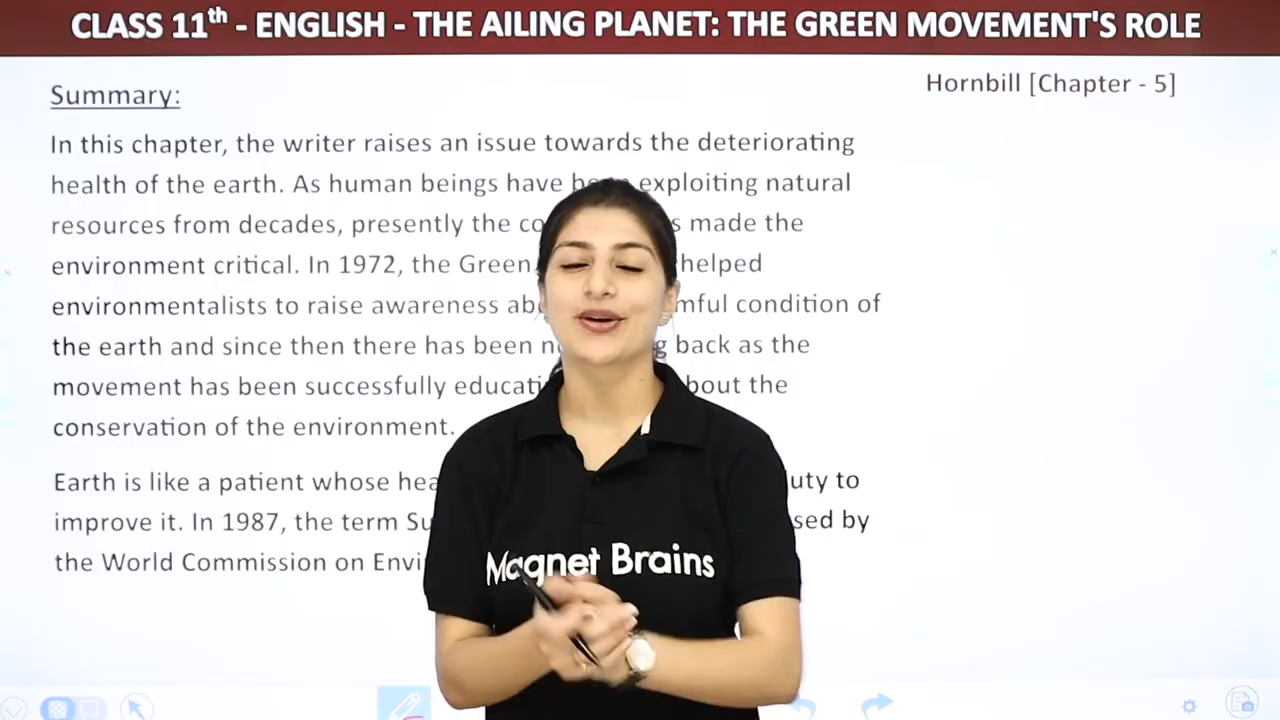 CLASS 11th - ENGLISH - THE AILING PLANET: THE GREEN MOVEMENT'S ROLE
Hornbill [Chapter - 5]
Summary:
In this chapter, the writer raises an issue towards the deteriorating
health of the earth. As human beings have exploiting natural
resources from decades, presently the made the
environment critical. In 1972, the Green helped
environmentalists to raise awareness condition of
the earth and since then there has been back as the
movement has been successfully the
conservation of the environment.
Earth is like a patient whose to
improve it. In 1987, the term by
the World Commission on
Magnet Brains